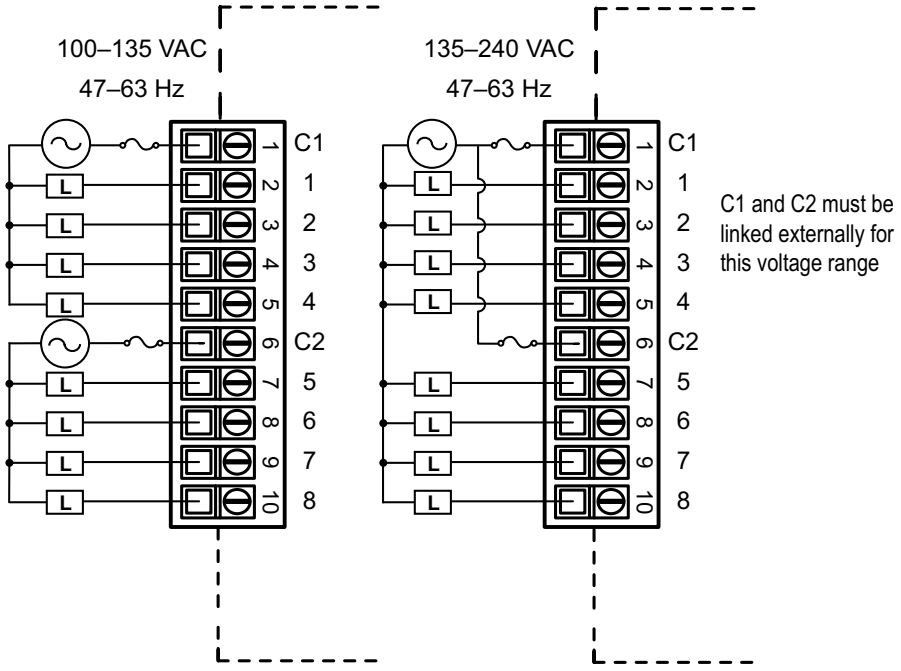 100–135 VAC
47–63 Hz
1 C1
L 2 1
L 3 2
L 4 3
L 5 4
6 C2
L 7 5
L 8 6
L 9 7
L 10 8
135–240 VAC
47–63 Hz
1 C1
L 2 1
L 3 2
L 4 3
L 5 4
6 C2
L 7 5
L 8 6
L 9 7
L 10 8
C1 and C2 must be
linked externally for
this voltage range